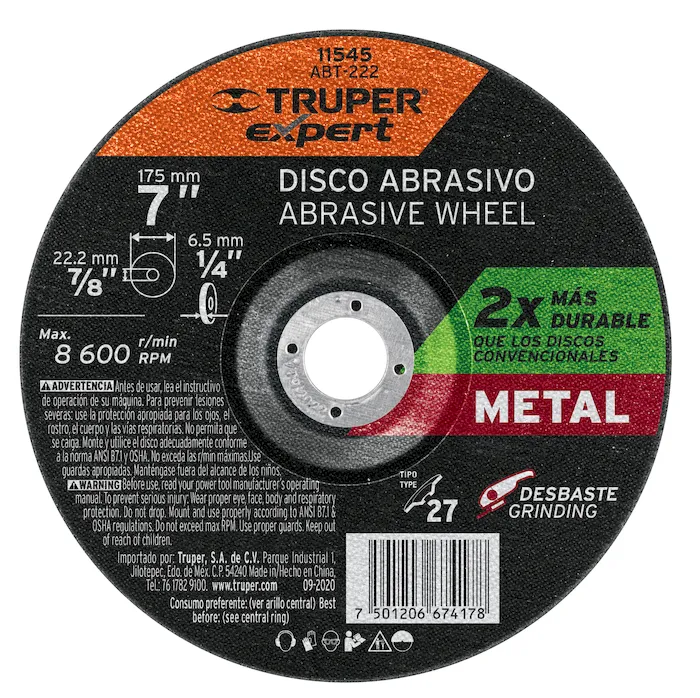 11545
ABT-222
TRUPER
expert
175 mm
7"
22.2 mm
7/8"
6.5 mm
1/4"
DISCO ABRASIVO
ABRASIVE WHEEL
Max.
8 600 r/min
RPM
2x MÁS
DURABLE
QUE LOS DISCOS
CONVENCIONALES
METAL
ADVERTENCIA Antes de usar, lea el instructivo
de operación de su máquina. Para prevenir lesiones
severas: use la protección apropiada para los ojos, el
rostro, el cuerpo y las vías respiratorias. No permita que
se caiga. Monte y utilice el disco adecuadamente conforme
a la norma ANSI B7.1 y OSHA. No exceda las r/min máximas. Use
guardas apropiadas. Manténgase fuera del alcance de los niños.
WARNING Before use, read your power tool manufacturer's operating
manual. To prevent serious injury: Wear proper eye, face, body and respiratory
protection. Do not drop. Mount and use properly according to ANSI B7.1 &
OSHA regulations. Do not exceed max RPM. Use proper guards. Keep out
of reach of children.
TIPO
TYPE
27
DESBASTE
GRINDING
Importado por: Truper, S.A. de C.V. Parque Industrial 1,
Jilotepec, Edo. de Méx. C.P. 54240 Made in/Hecho en China,
Tel.: 76 1782 9100. www.truper.com 09-2020
Consumo preferente: (ver arillo central) Best
before: (see central ring)
7 501206 674178